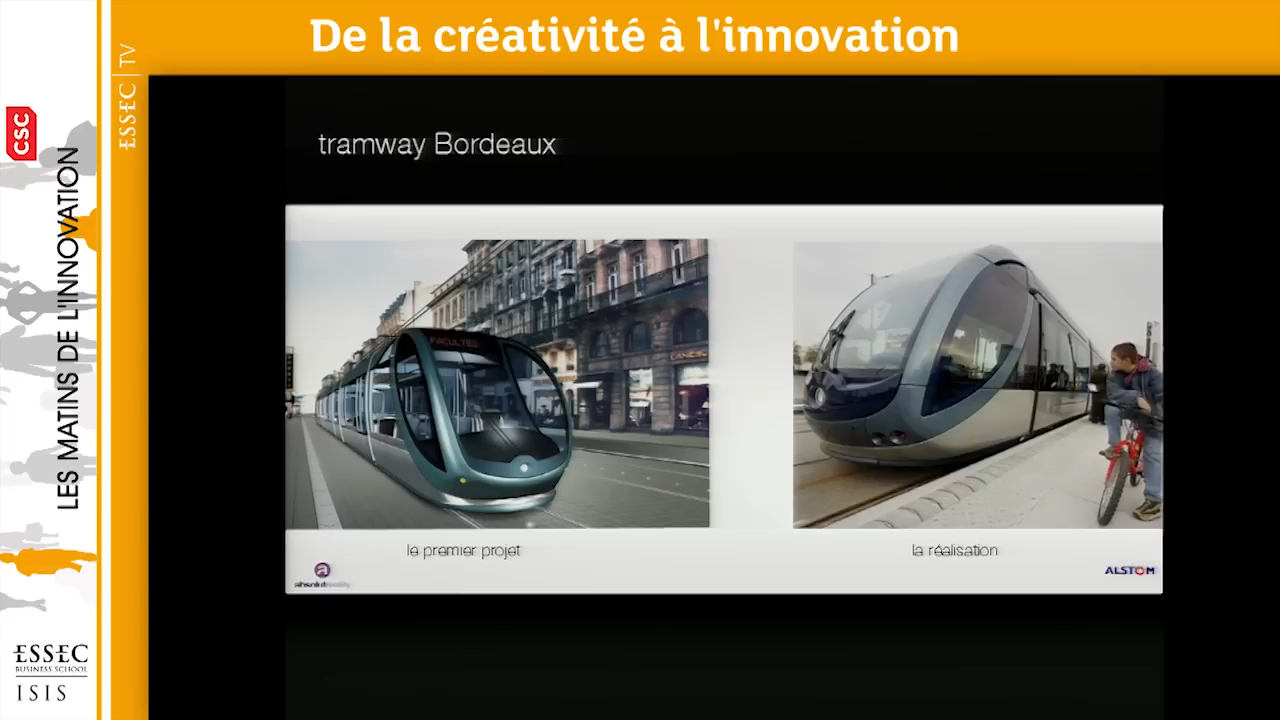 De la créativité à l'innovation
ESSEC | TV
CSC
LES MATINS DE L'INNOVATION
tramway Bordeaux
FACULTES
le premier projet
la réalisation
absolutreality
ALSTOM
ESSEC
BUSINESS SCHOOL
ISIS